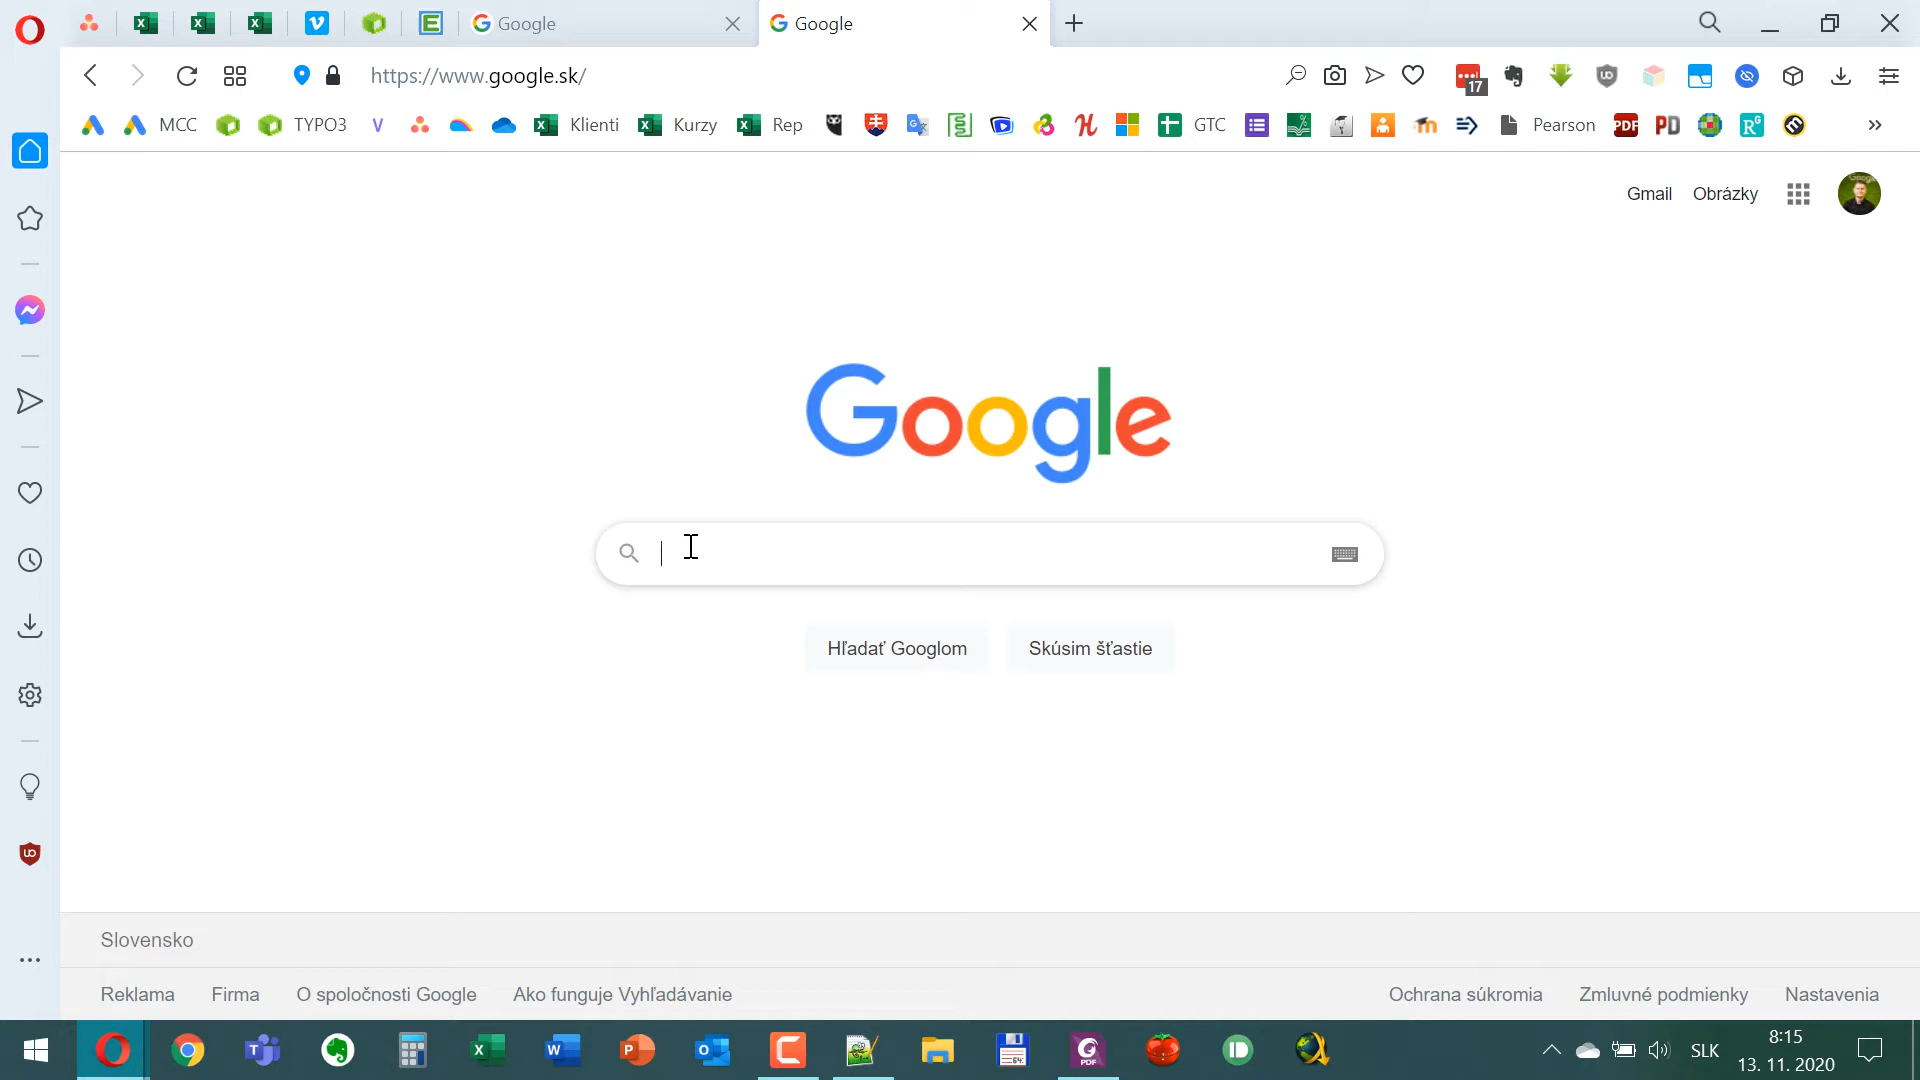 Google
Google
https://www.google.sk/
17
MCC
TYPO3
Klienti
Kurzy
Rep
GTC
Pearson
Gmail
Obrázky
Google
Hľadať Googlom
Skúsim šťastie
Slovensko
Reklama
Firma
O spoločnosti Google
Ako funguje Vyhľadávanie
Ochrana súkromia
Zmluvné podmienky
Nastavenia
SLK
8:15
13. 11. 2020